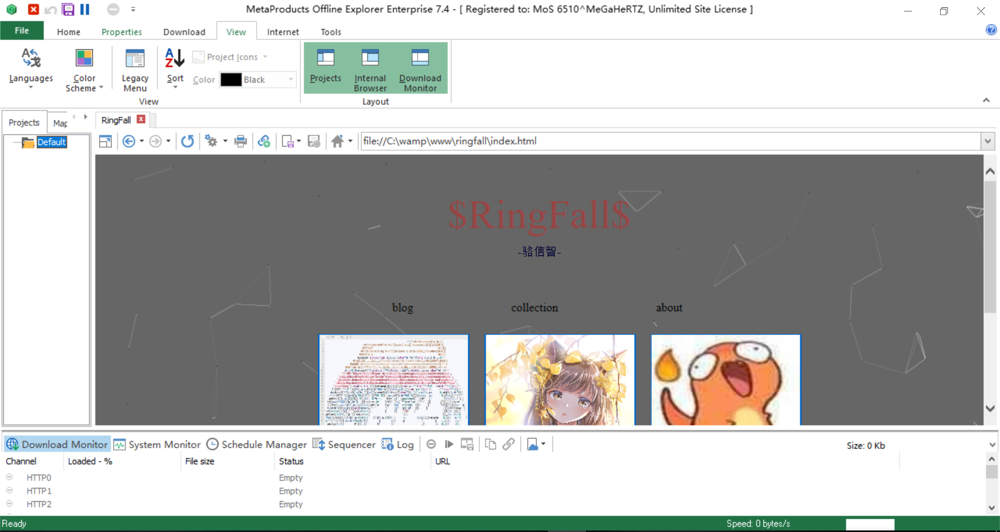 MetaProducts Offline Explorer Enterprise 7.4 - [ Registered to: MoS 6510^MeGaHeRTZ, Unlimited Site License ]
File Home Properties Download View Internet Tools
Languages
Color Scheme
Legacy Menu
Sort
Project Icons
Color Black
View
Projects
Internal Browser
Download Monitor
Layout
Projects Map
RingFall
Default
file://C:\wamp\www\ringfall\index.html
$RingFall$
-骆信智-
blog collection about
Download Monitor System Monitor Schedule Manager Sequencer Log Size: 0 Kb
Channel Loaded - % File size Status URL
HTTP0 Empty
HTTP1 Empty
HTTP2 Empty
Ready Speed: 0 bytes/s